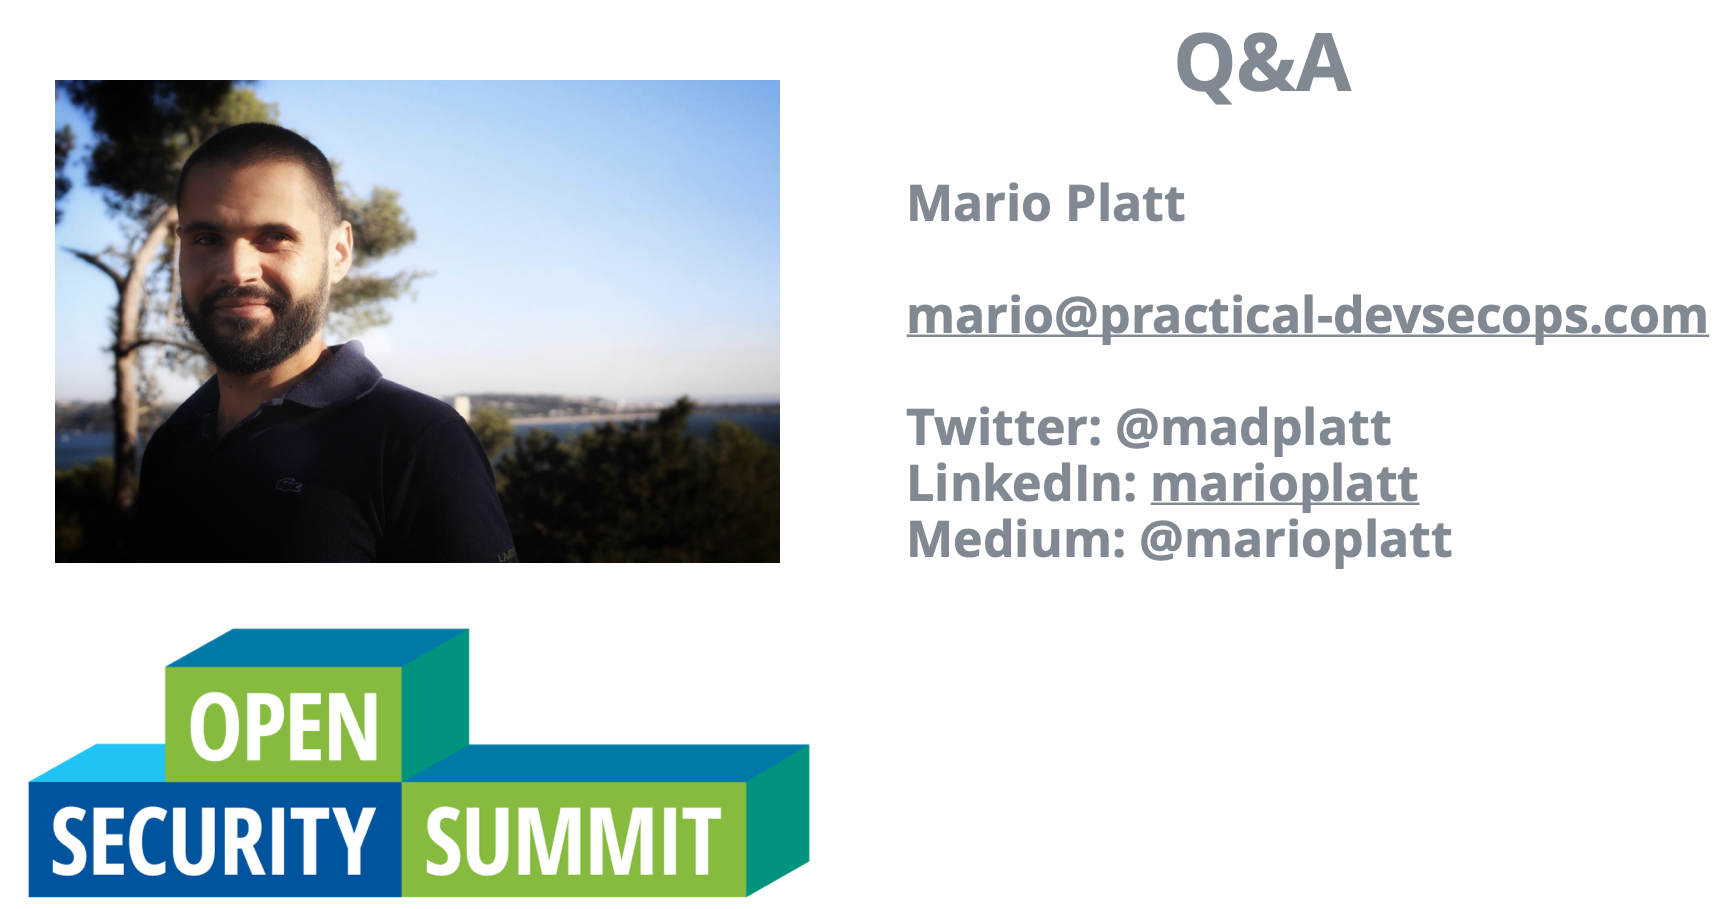 Q&A
Mario Platt
mario@practical-devsecops.com
Twitter: @madplatt
LinkedIn: marioplatt
Medium: @marioplatt
OPEN
SECURITY SUMMIT